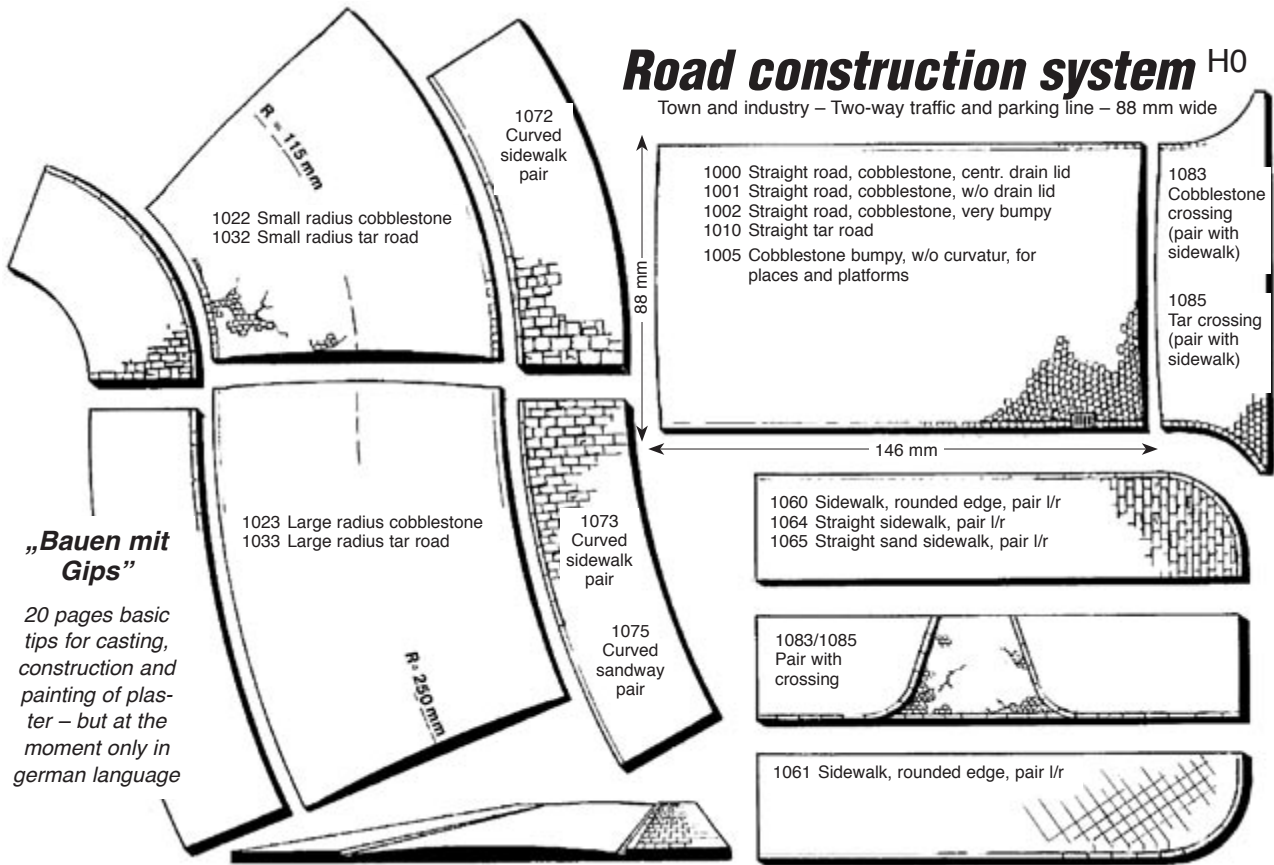 Road construction system H0
Town and industry – Two-way traffic and parking line – 88 mm wide
R = 115 mm
1022 Small radius cobblestone
1032 Small radius tar road
1072
Curved
sidewalk
pair
88 mm
1000 Straight road, cobblestone, centr. drain lid
1001 Straight road, cobblestone, w/o drain lid
1002 Straight road, cobblestone, very bumpy
1010 Straight tar road
1005 Cobblestone bumpy, w/o curvatur, for
places and platforms
146 mm
1083
Cobblestone
crossing
(pair with
sidewalk)
1085
Tar crossing
(pair with
sidewalk)
„Bauen mit
Gips”
20 pages basic
tips for casting,
construction and
painting of plas-
ter – but at the
moment only in
german language
1023 Large radius cobblestone
1033 Large radius tar road
R= 250 mm
1073
Curved
sidewalk
pair
1075
Curved
sandway
pair
1060 Sidewalk, rounded edge, pair l/r
1064 Straight sidewalk, pair l/r
1065 Straight sand sidewalk, pair l/r
1083/1085
Pair with
crossing
1061 Sidewalk, rounded edge, pair l/r